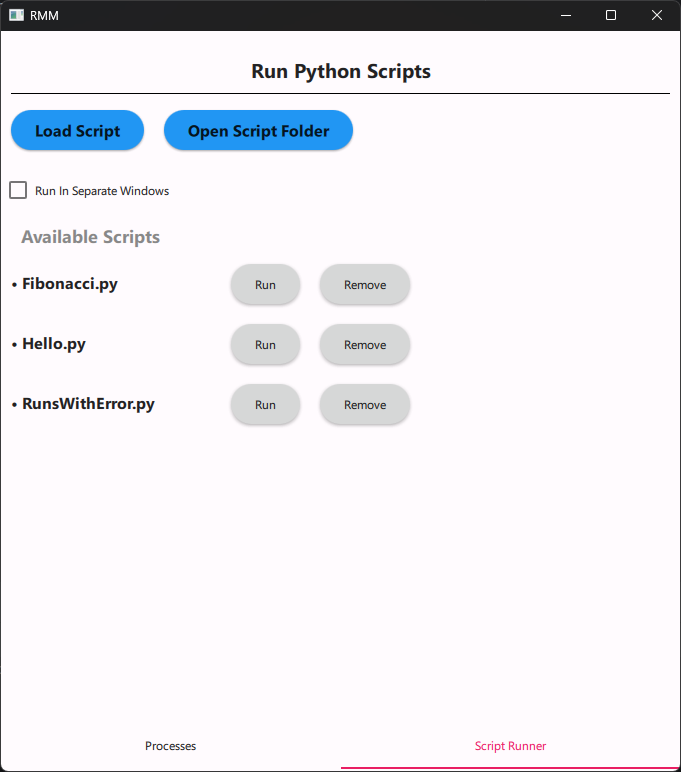 RMM
Run Python Scripts
Load Script Open Script Folder
Run In Separate Windows
Available Scripts
• Fibonacci.py Run Remove
• Hello.py Run Remove
• RunsWithError.py Run Remove
Processes Script Runner